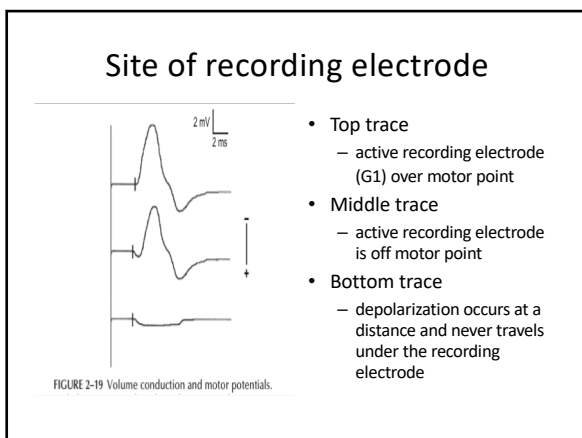 Site of recording electrode
2 mV
2 ms
-
+
FIGURE 2–19 Volume conduction and motor potentials.
• Top trace
– active recording electrode
(G1) over motor point
• Middle trace
– active recording electrode
is off motor point
• Bottom trace
– depolarization occurs at a
distance and never travels
under the recording
electrode